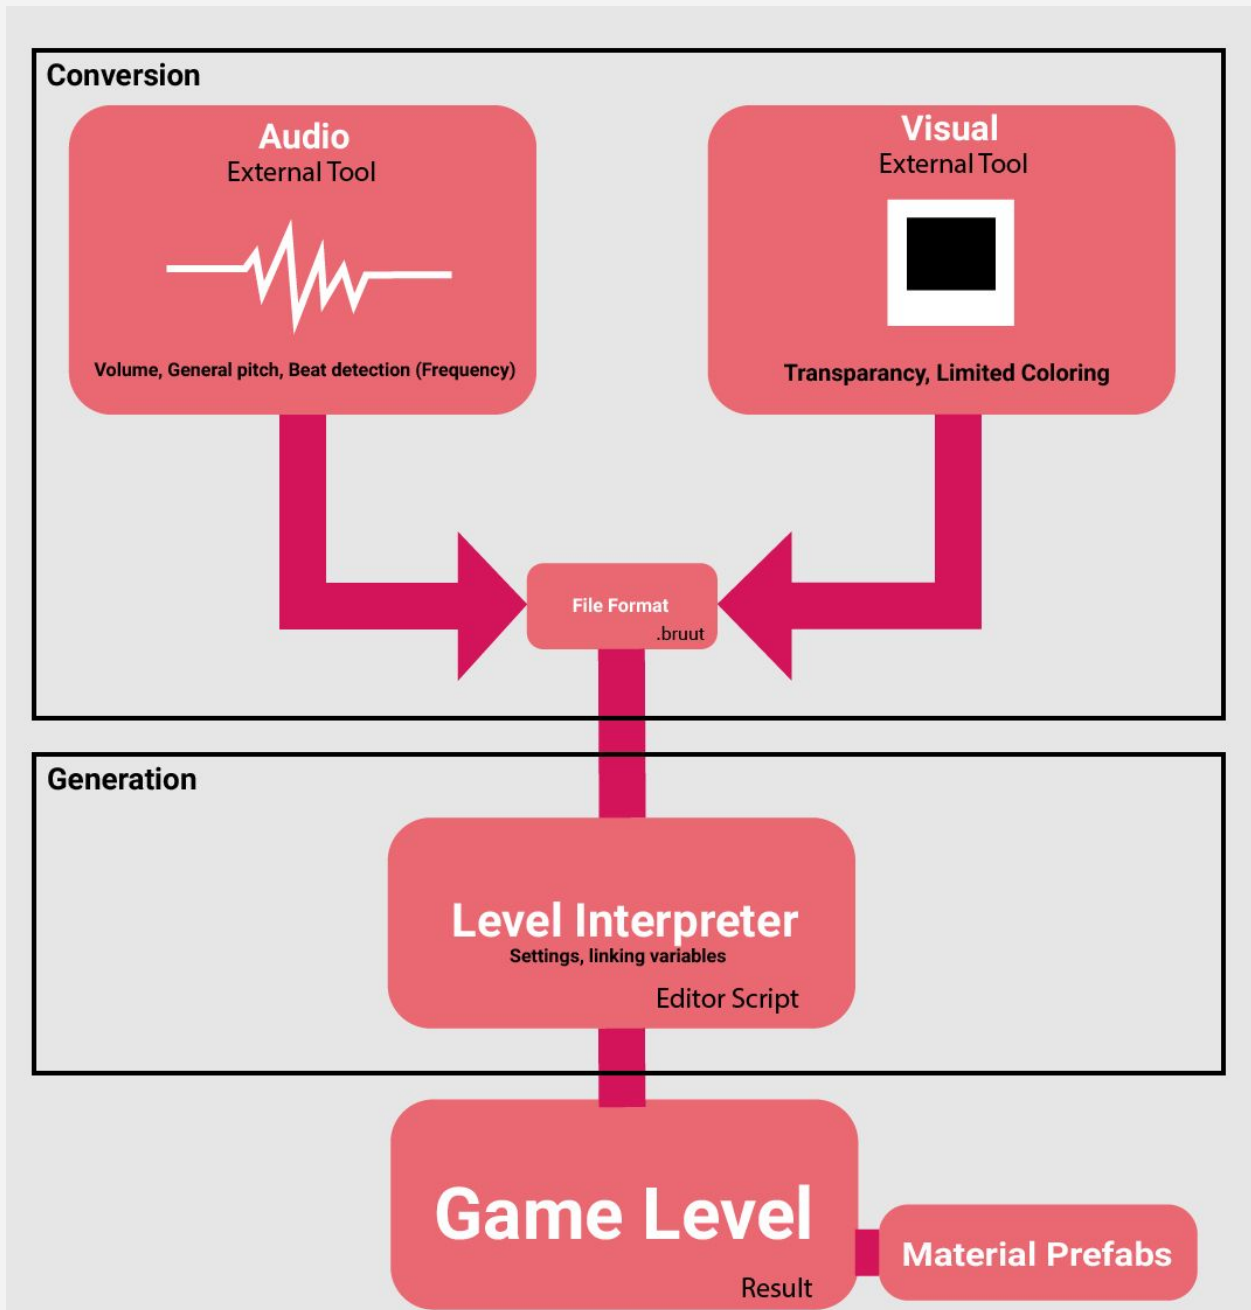 Conversion
Audio
External Tool
Volume, General pitch, Beat detection (Frequency)
Visual
External Tool
Transparancy, Limited Coloring
File Format
.bruut
Generation
Level Interpreter
Settings, linking variables
Editor Script
Game Level
Result
Material Prefabs